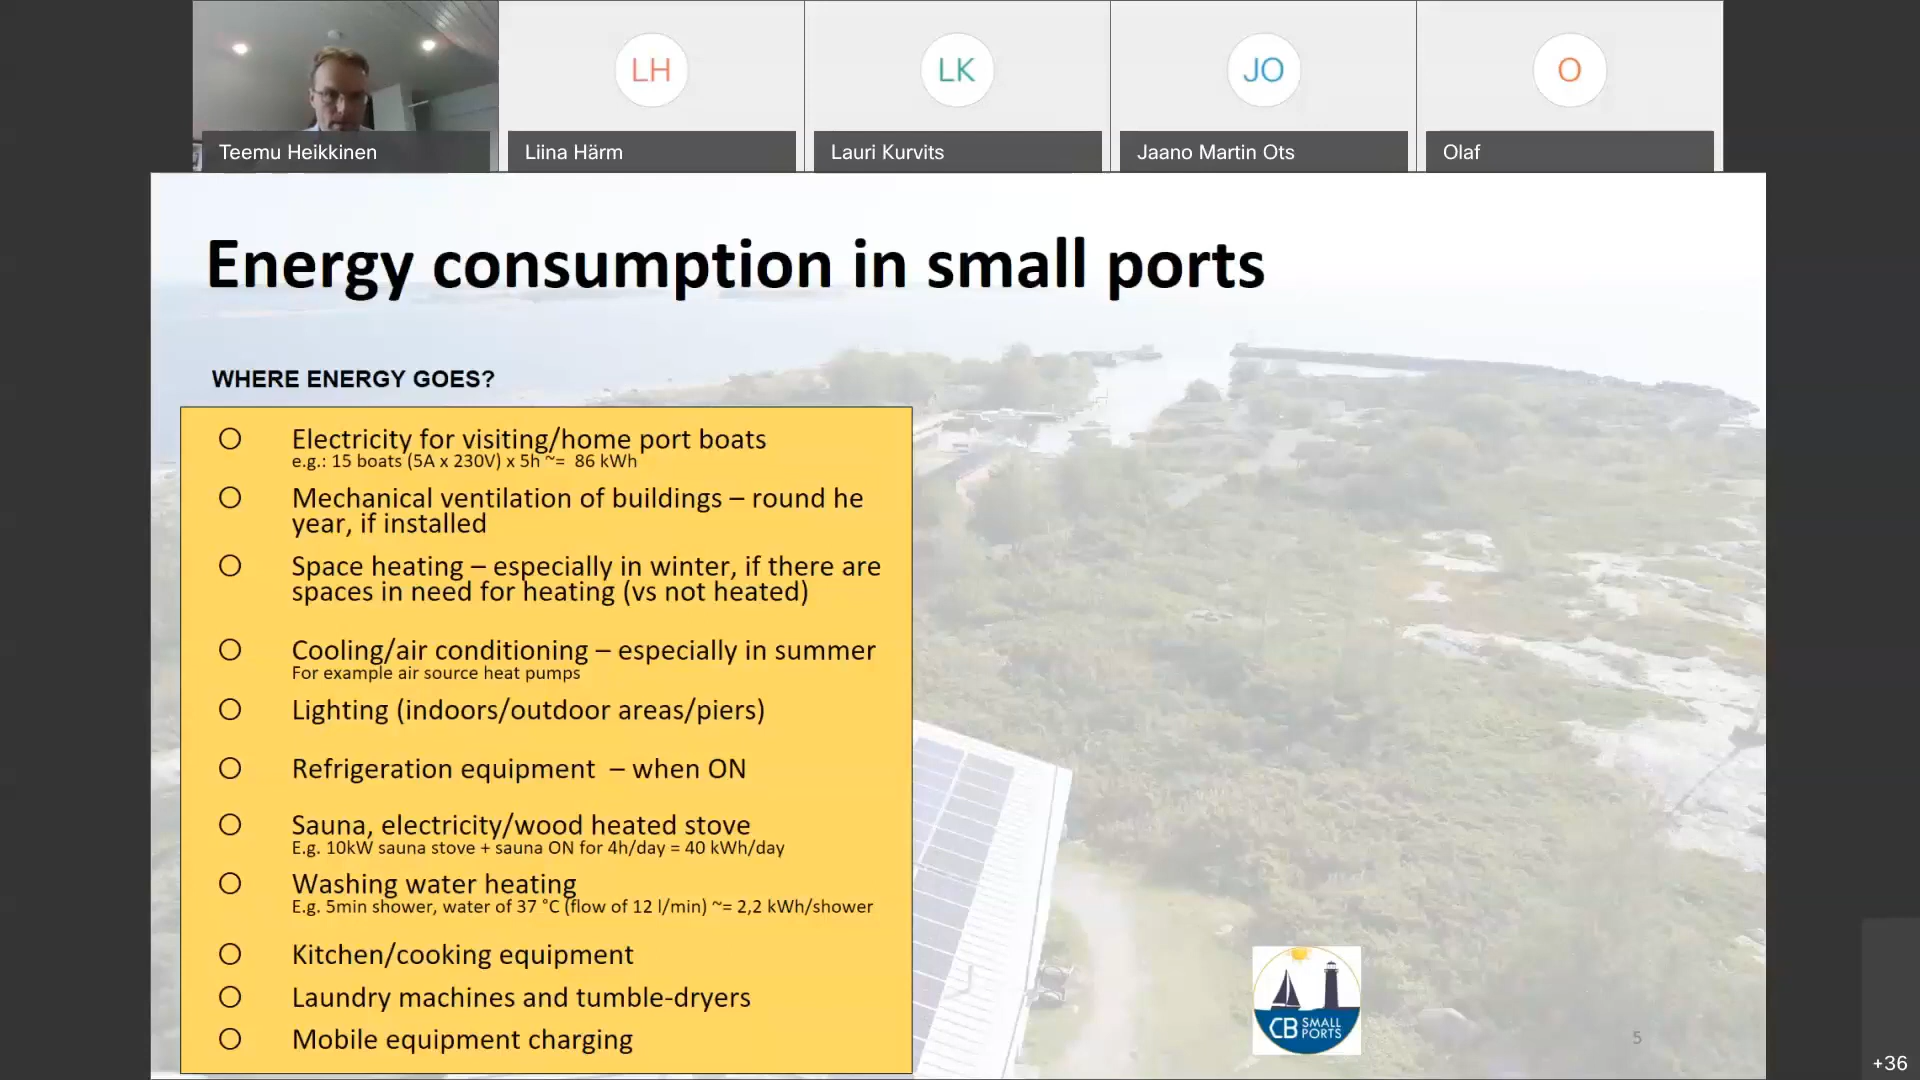 LH
LK
JO
O
Teemu Heikkinen
Liina Härm
Lauri Kurvits
Jaano Martin Ots
Olaf
Energy consumption in small ports
WHERE ENERGY GOES?
Electricity for visiting/home port boats
e.g.: 15 boats (5A x 230V) x 5h ~= 86 kWh
Mechanical ventilation of buildings – round he
year, if installed
Space heating – especially in winter, if there are
spaces in need for heating (vs not heated)
Cooling/air conditioning – especially in summer
For example air source heat pumps
Lighting (indoors/outdoor areas/piers)
Refrigeration equipment – when ON
Sauna, electricity/wood heated stove
E.g. 10kW sauna stove + sauna ON for 4h/day = 40 kWh/day
Washing water heating
E.g. 5min shower, water of 37 °C (flow of 12 l/min) ~= 2,2 kWh/shower
Kitchen/cooking equipment
Laundry machines and tumble-dryers
Mobile equipment charging
CB SMALL
PORTS
5
+36